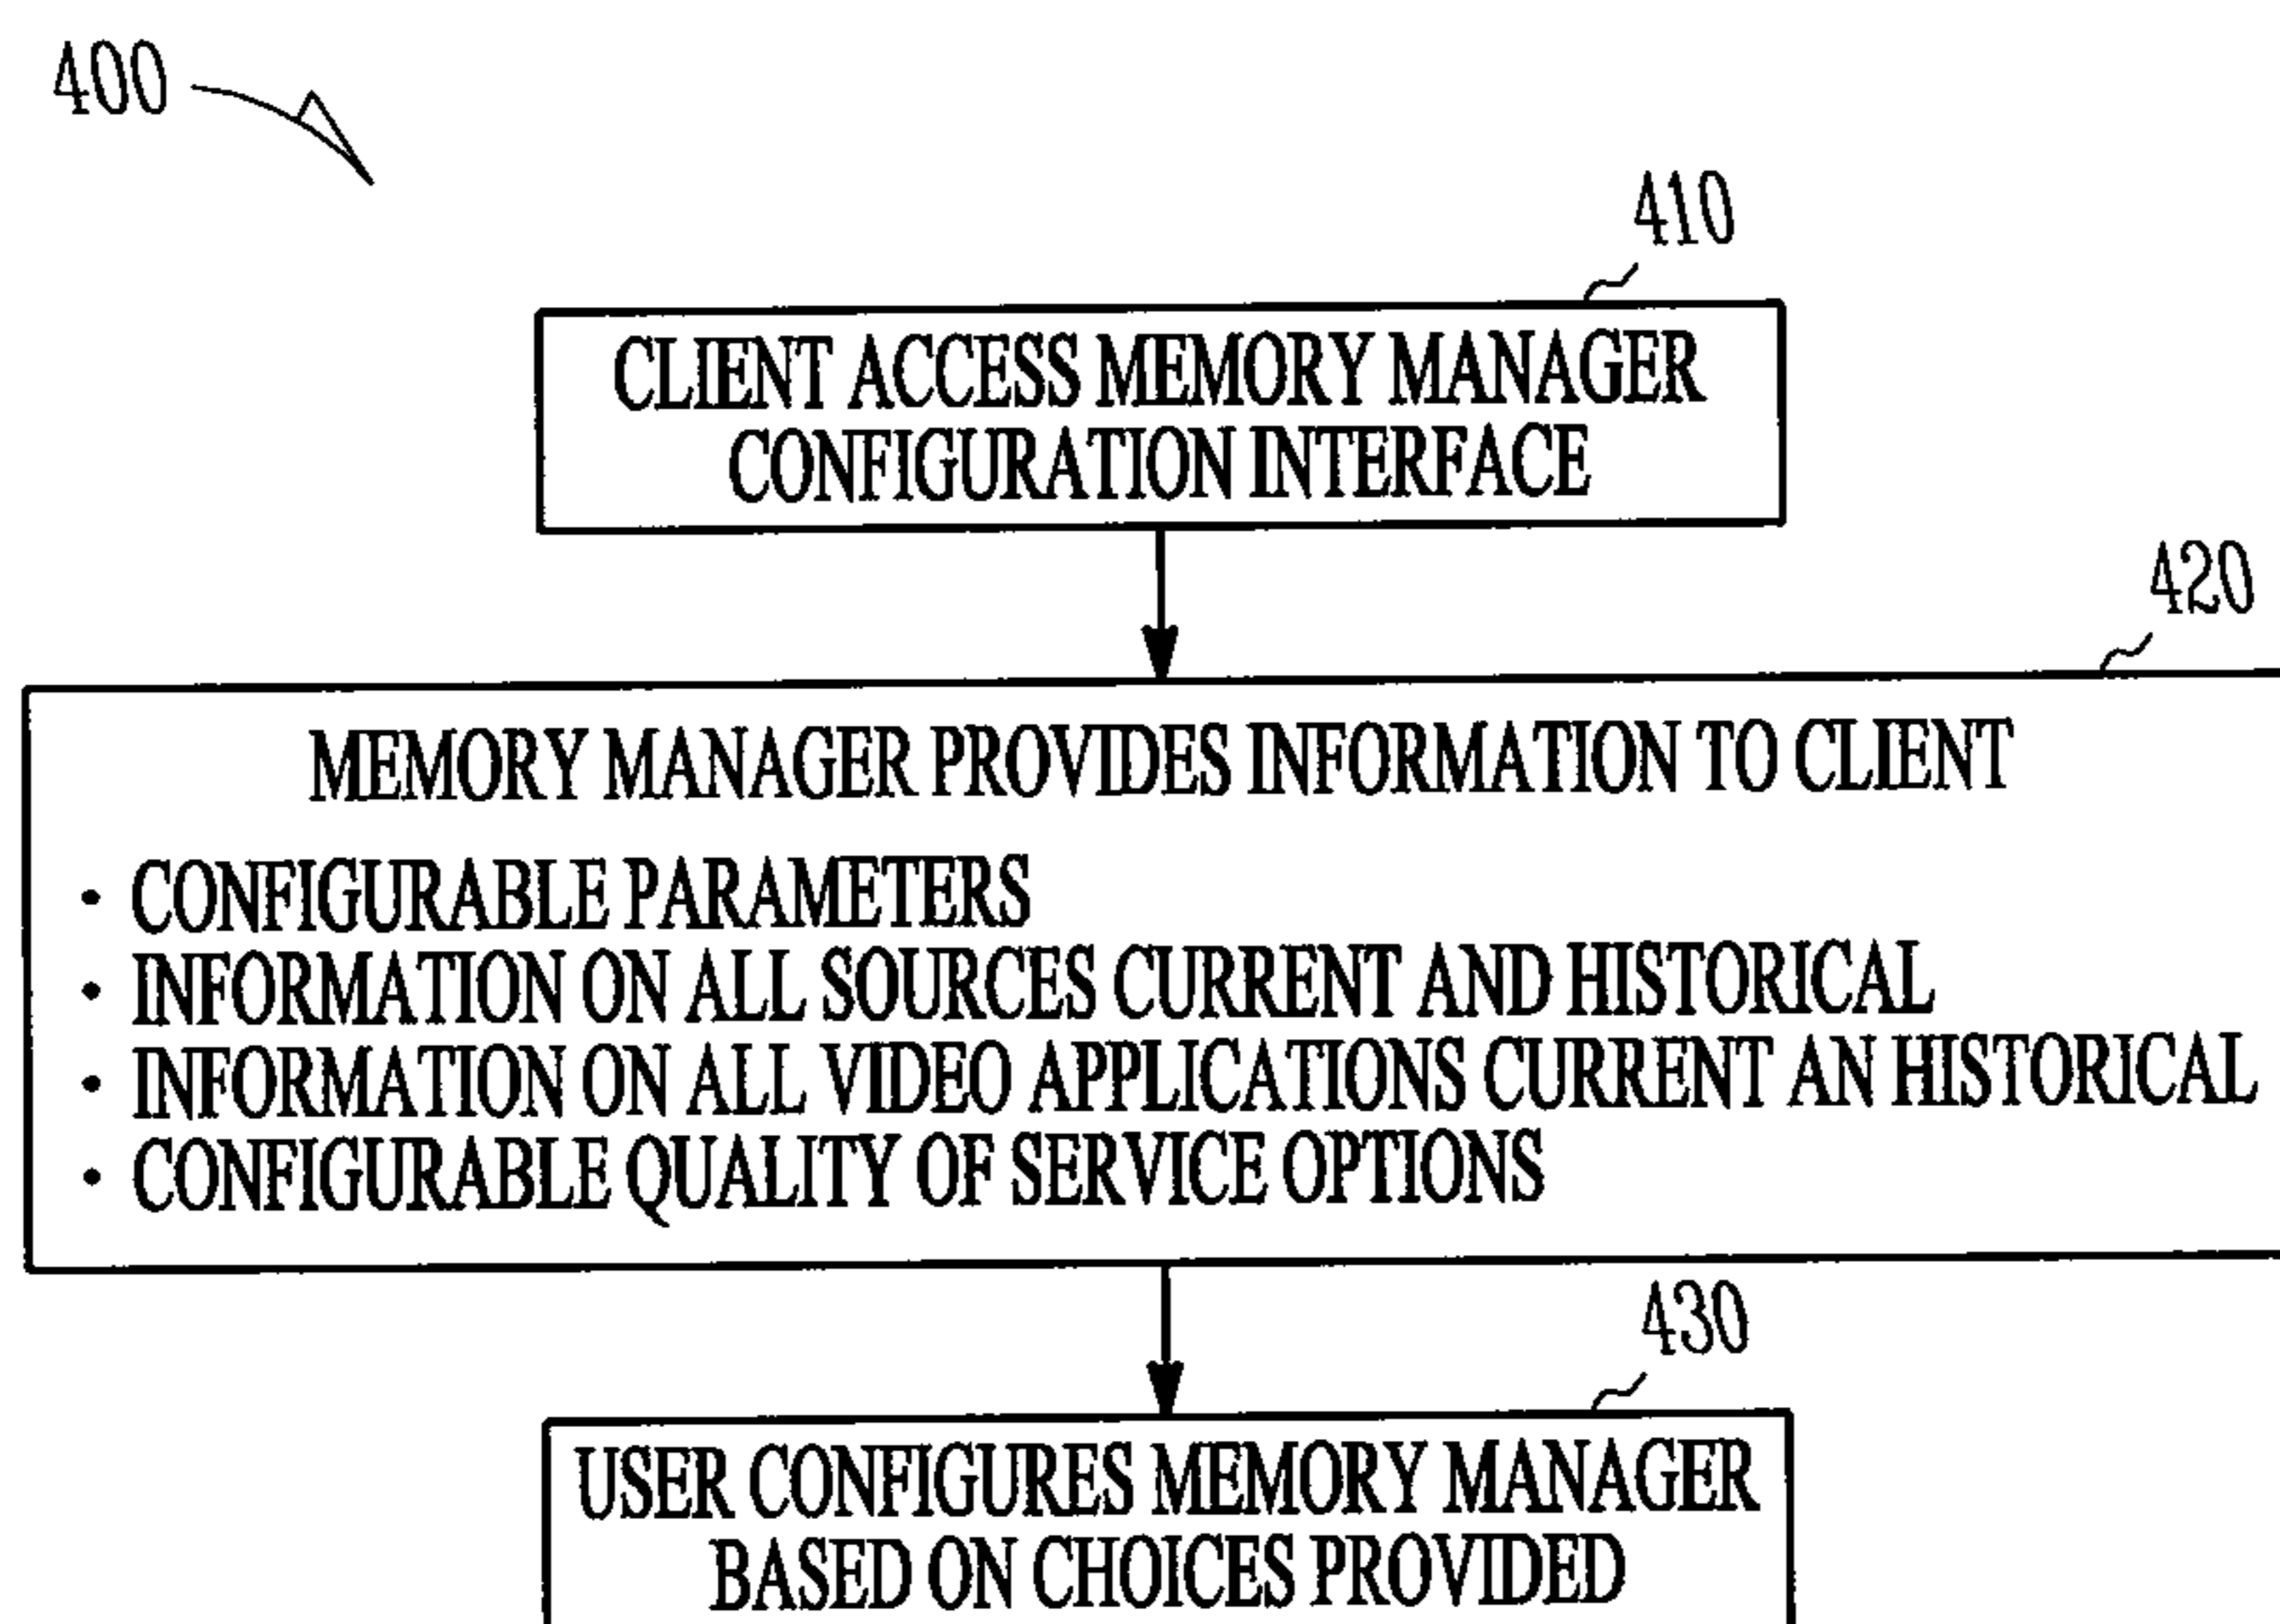 400
410
CLIENT ACCESS MEMORY MANAGER
CONFIGURATION INTERFACE
420
MEMORY MANAGER PROVIDES INFORMATION TO CLIENT
• CONFIGURABLE PARAMETERS
• INFORMATION ON ALL SOURCES CURRENT AND HISTORICAL
• INFORMATION ON ALL VIDEO APPLICATIONS CURRENT AN HISTORICAL
• CONFIGURABLE QUALITY OF SERVICE OPTIONS
430
USER CONFIGURES MEMORY MANAGER
BASED ON CHOICES PROVIDED